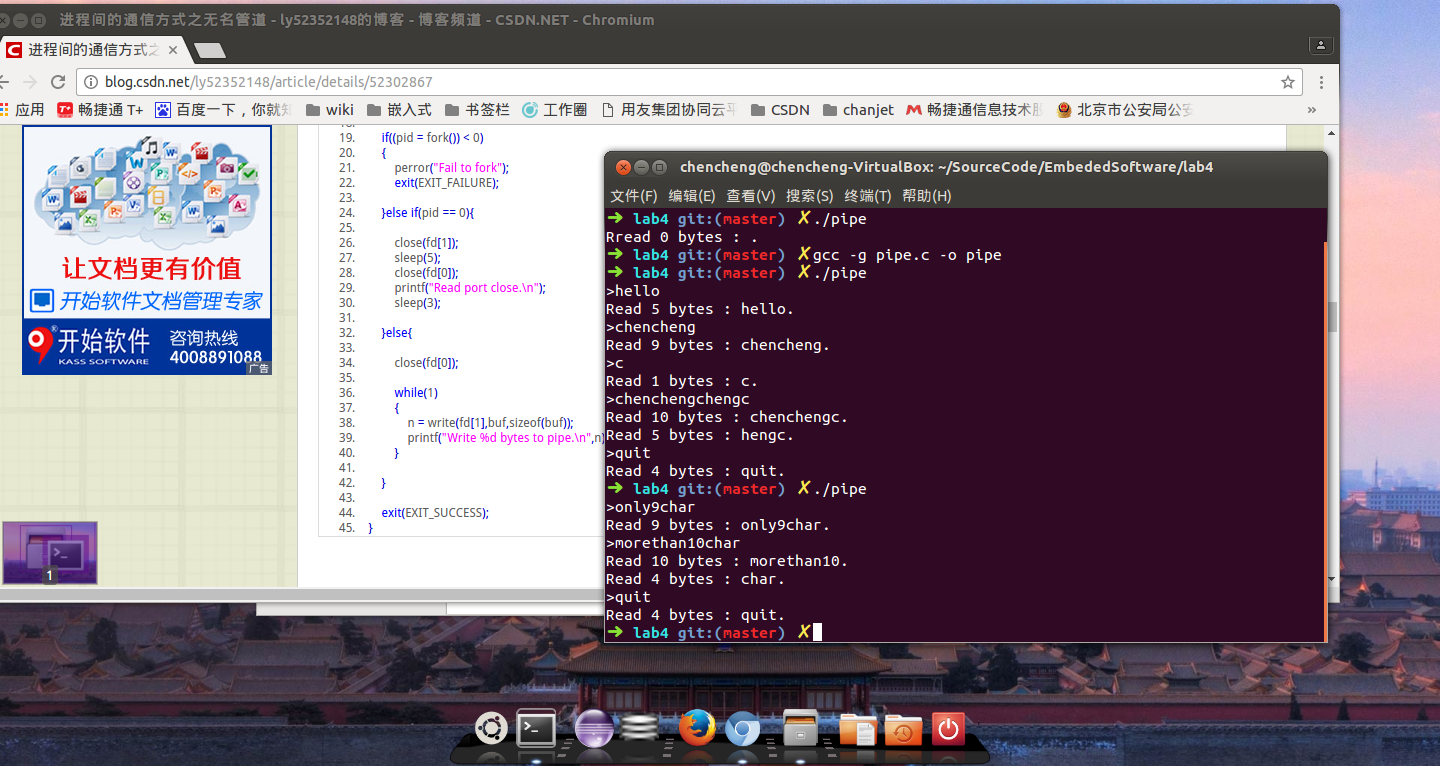 进程间的通信方式之无名管道 - ly52352148的博客 - 博客频道 - CSDN.NET - Chromium
进程间的通信方式之
blog.csdn.net/ly52352148/article/details/52302867
应用 畅捷通 T+ 百度一下，你就知 wiki 嵌入式 书签栏 工作圈 用友集团协同云平 CSDN chanjet 畅捷通信息技术股 北京市公安局公安 »
让文档更有价值
开始软件文档管理专家
开始软件® 咨询热线
KASS SOFTWARE 4008891088
广告
1
19. if((pid = fork()) < 0)
20. {
21. perror("Fail to fork");
22. exit(EXIT_FAILURE);
23.
24. }else if(pid == 0){
25.
26. close(fd[1]);
27. sleep(5);
28. close(fd[0]);
29. printf("Read port close.\n");
30. sleep(3);
31.
32. }else{
33.
34. close(fd[0]);
35.
36. while(1)
37. {
38. n = write(fd[1],buf,sizeof(buf));
39. printf("Write %d bytes to pipe.\n",n)
40. }
41.
42. }
43.
44. exit(EXIT_SUCCESS);
45. }
chencheng@chencheng-VirtualBox: ~/SourceCode/EmbededSoftware/lab4
文件(F) 编辑(E) 查看(V) 搜索(S) 终端(T) 帮助(H)
➜ lab4 git:(master) ✗./pipe
Rread 0 bytes : .
➜ lab4 git:(master) ✗gcc -g pipe.c -o pipe
➜ lab4 git:(master) ✗./pipe
>hello
Read 5 bytes : hello.
>chencheng
Read 9 bytes : chencheng.
>c
Read 1 bytes : c.
>chenchengchengc
Read 10 bytes : chenchengc.
Read 5 bytes : hengc.
>quit
Read 4 bytes : quit.
➜ lab4 git:(master) ✗./pipe
>only9char
Read 9 bytes : only9char.
>morethan10char
Read 10 bytes : morethan10.
Read 4 bytes : char.
>quit
Read 4 bytes : quit.
➜ lab4 git:(master) ✗